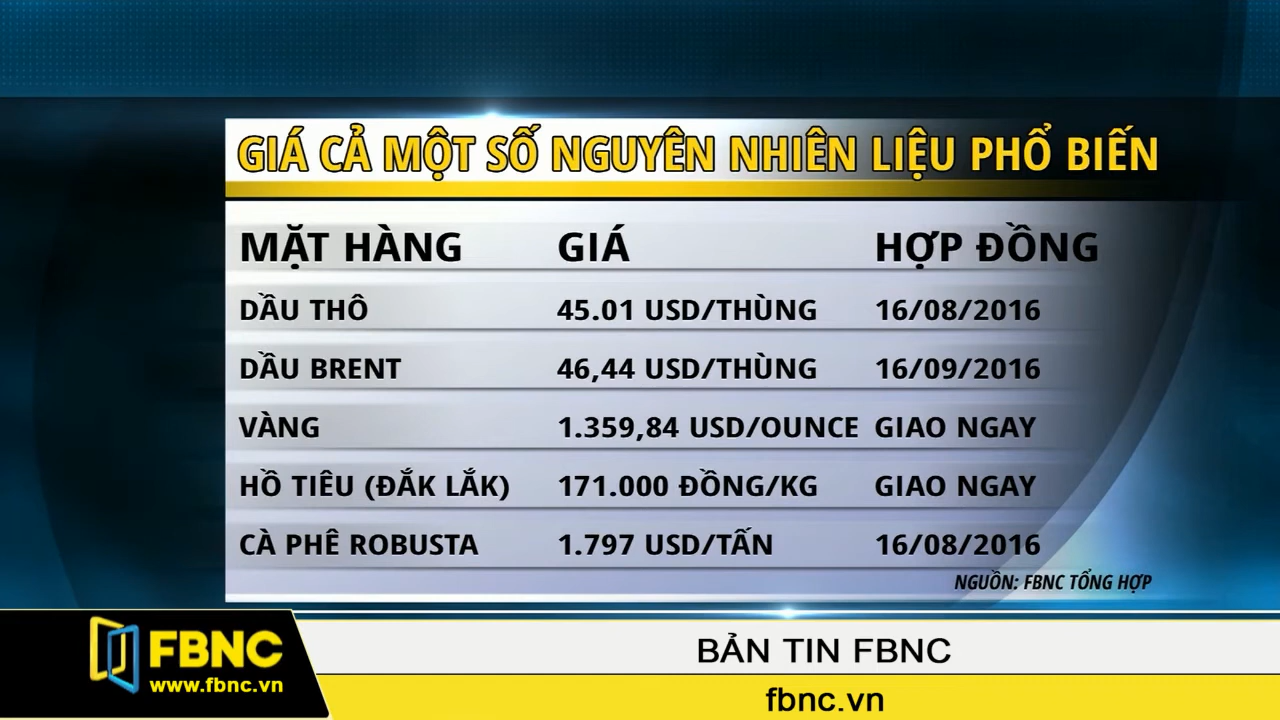 GIÁ CẢ MỘT SỐ NGUYÊN NHIÊN LIỆU PHỔ BIẾN
MẶT HÀNG GIÁ HỢP ĐỒNG
DẦU THÔ 45.01 USD/THÙNG 16/08/2016
DẦU BRENT 46,44 USD/THÙNG 16/09/2016
VÀNG 1.359,84 USD/OUNCE GIAO NGAY
HỒ TIÊU (ĐẮK LẮK) 171.000 ĐỒNG/KG GIAO NGAY
CÀ PHÊ ROBUSTA 1.797 USD/TẤN 16/08/2016
NGUỒN: FBNC TỔNG HỢP
FBNC
www.fbnc.vn
BẢN TIN FBNC
fbnc.vn